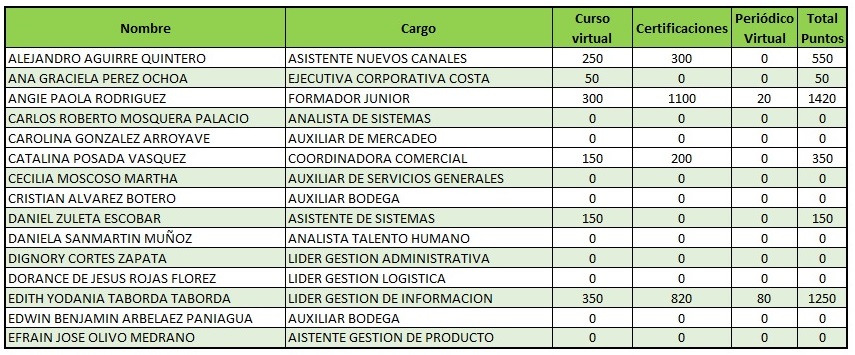 Nombre Cargo Curso virtual Certificaciones Periódico Virtual Total Puntos
ALEJANDRO AGUIRRE QUINTERO ASISTENTE NUEVOS CANALES 250 300 0 550
ANA GRACIELA PEREZ OCHOA EJECUTIVA CORPORATIVA COSTA 50 0 0 50
ANGIE PAOLA RODRIGUEZ FORMADOR JUNIOR 300 1100 20 1420
CARLOS ROBERTO MOSQUERA PALACIO ANALISTA DE SISTEMAS 0 0 0 0
CAROLINA GONZALEZ ARROYAVE AUXILIAR DE MERCADEO 0 0 0 0
CATALINA POSADA VASQUEZ COORDINADORA COMERCIAL 150 200 0 350
CECILIA MOSCOSO MARTHA AUXILIAR DE SERVICIOS GENERALES 0 0 0 0
CRISTIAN ALVAREZ BOTERO AUXILIAR BODEGA 0 0 0 0
DANIEL ZULETA ESCOBAR ASISTENTE DE SISTEMAS 150 0 0 150
DANIELA SANMARTIN MUÑOZ ANALISTA TALENTO HUMANO 0 0 0 0
DIGNORY CORTES ZAPATA LIDER GESTION ADMINISTRATIVA 0 0 0 0
DORANCE DE JESUS ROJAS FLOREZ LIDER GESTION LOGISTICA 0 0 0 0
EDITH YODANIA TABORDA TABORDA LIDER GESTION DE INFORMACION 350 820 80 1250
EDWIN BENJAMIN ARBELAEZ PANIAGUA AUXILIAR BODEGA 0 0 0 0
EFRAIN JOSE OLIVO MEDRANO AISTENTE GESTION DE PRODUCTO 0 0 0 0